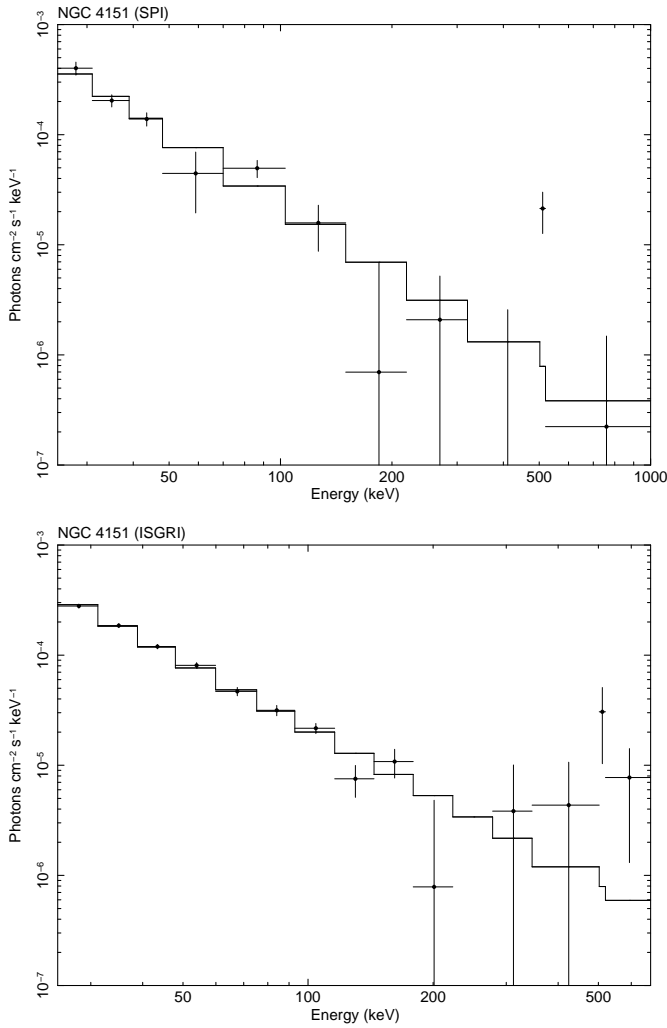 NGC 4151 (SPI)
10⁻³
10⁻⁴
10⁻⁵
10⁻⁶
10⁻⁷
Photons cm⁻² s⁻¹ keV⁻¹
50 100 200 500 1000
Energy (keV)
NGC 4151 (ISGRI)
10⁻³
10⁻⁴
10⁻⁵
10⁻⁶
10⁻⁷
Photons cm⁻² s⁻¹ keV⁻¹
50 100 200 500
Energy (keV)